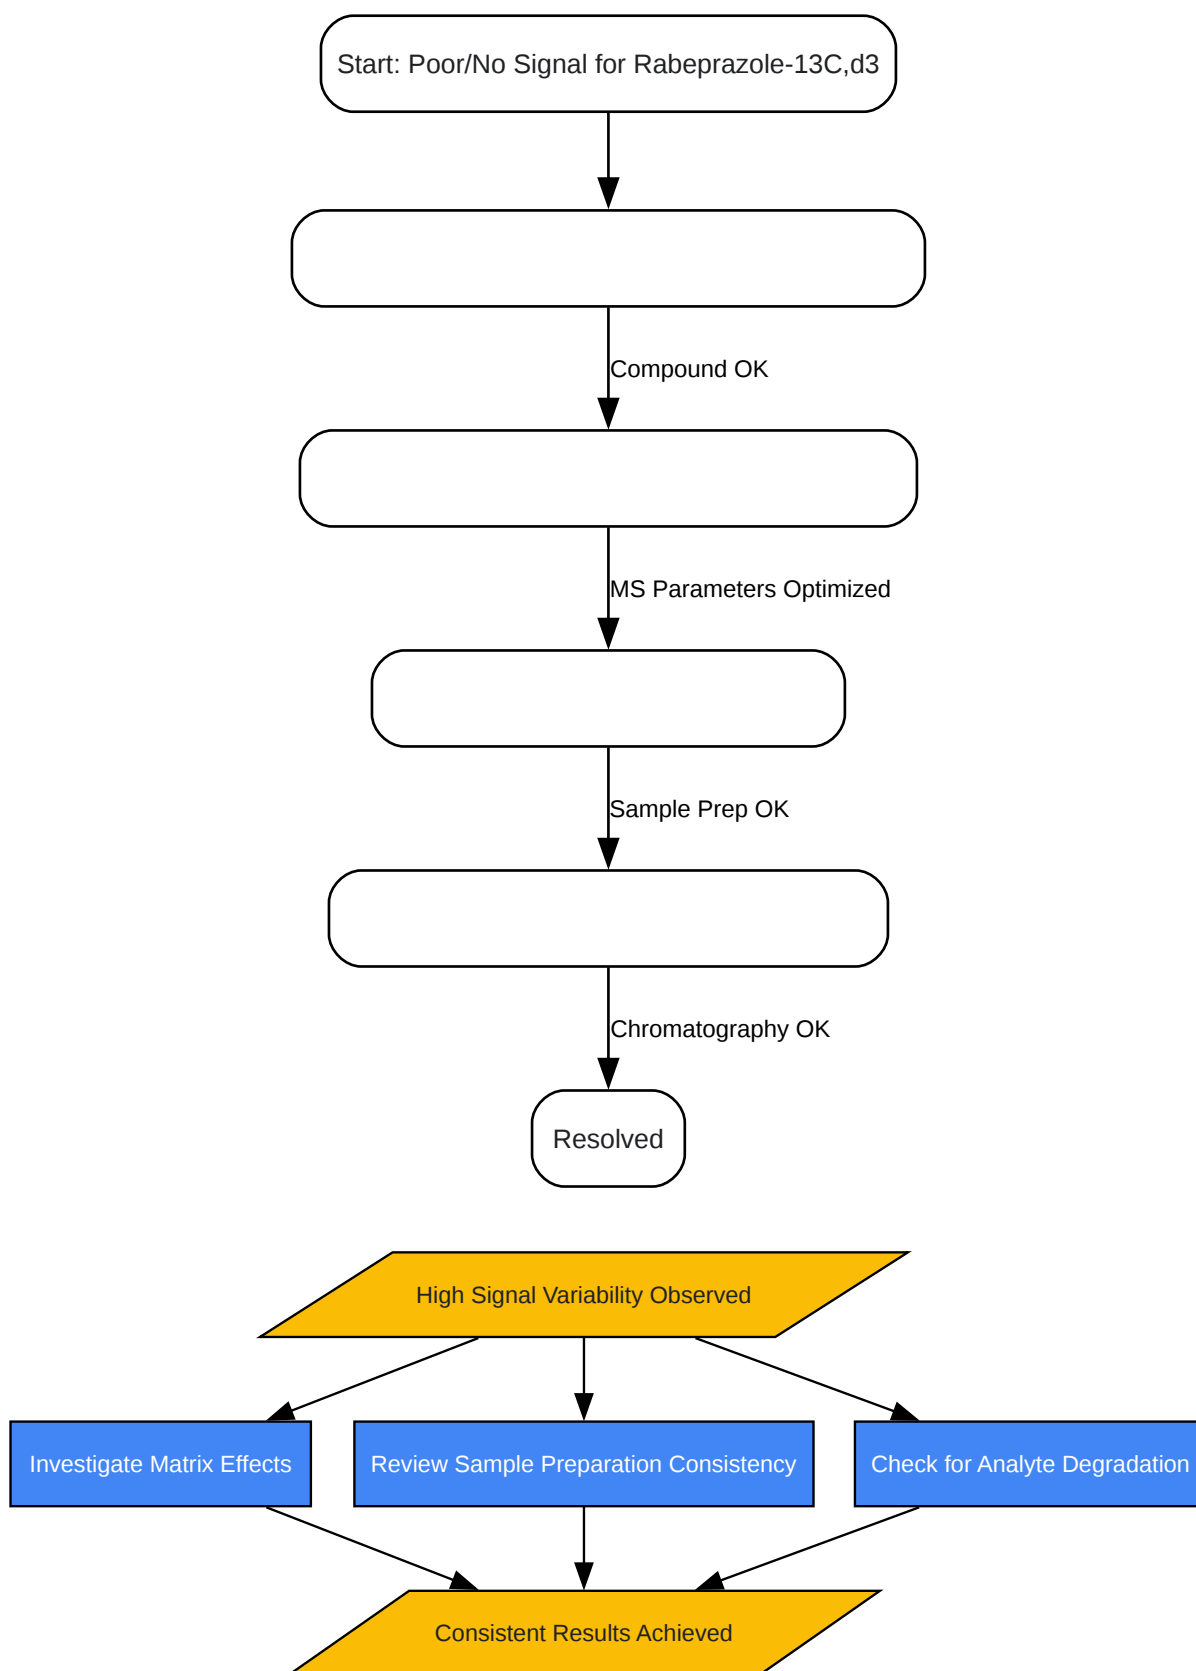 Start: Poor/No Signal for Rabeprazole-13C,d3
Compound OK
MS Parameters Optimized
Sample Prep OK
Chromatography OK
Resolved
High Signal Variability Observed
Investigate Matrix Effects
Review Sample Preparation Consistency
Check for Analyte Degradation
Consistent Results Achieved